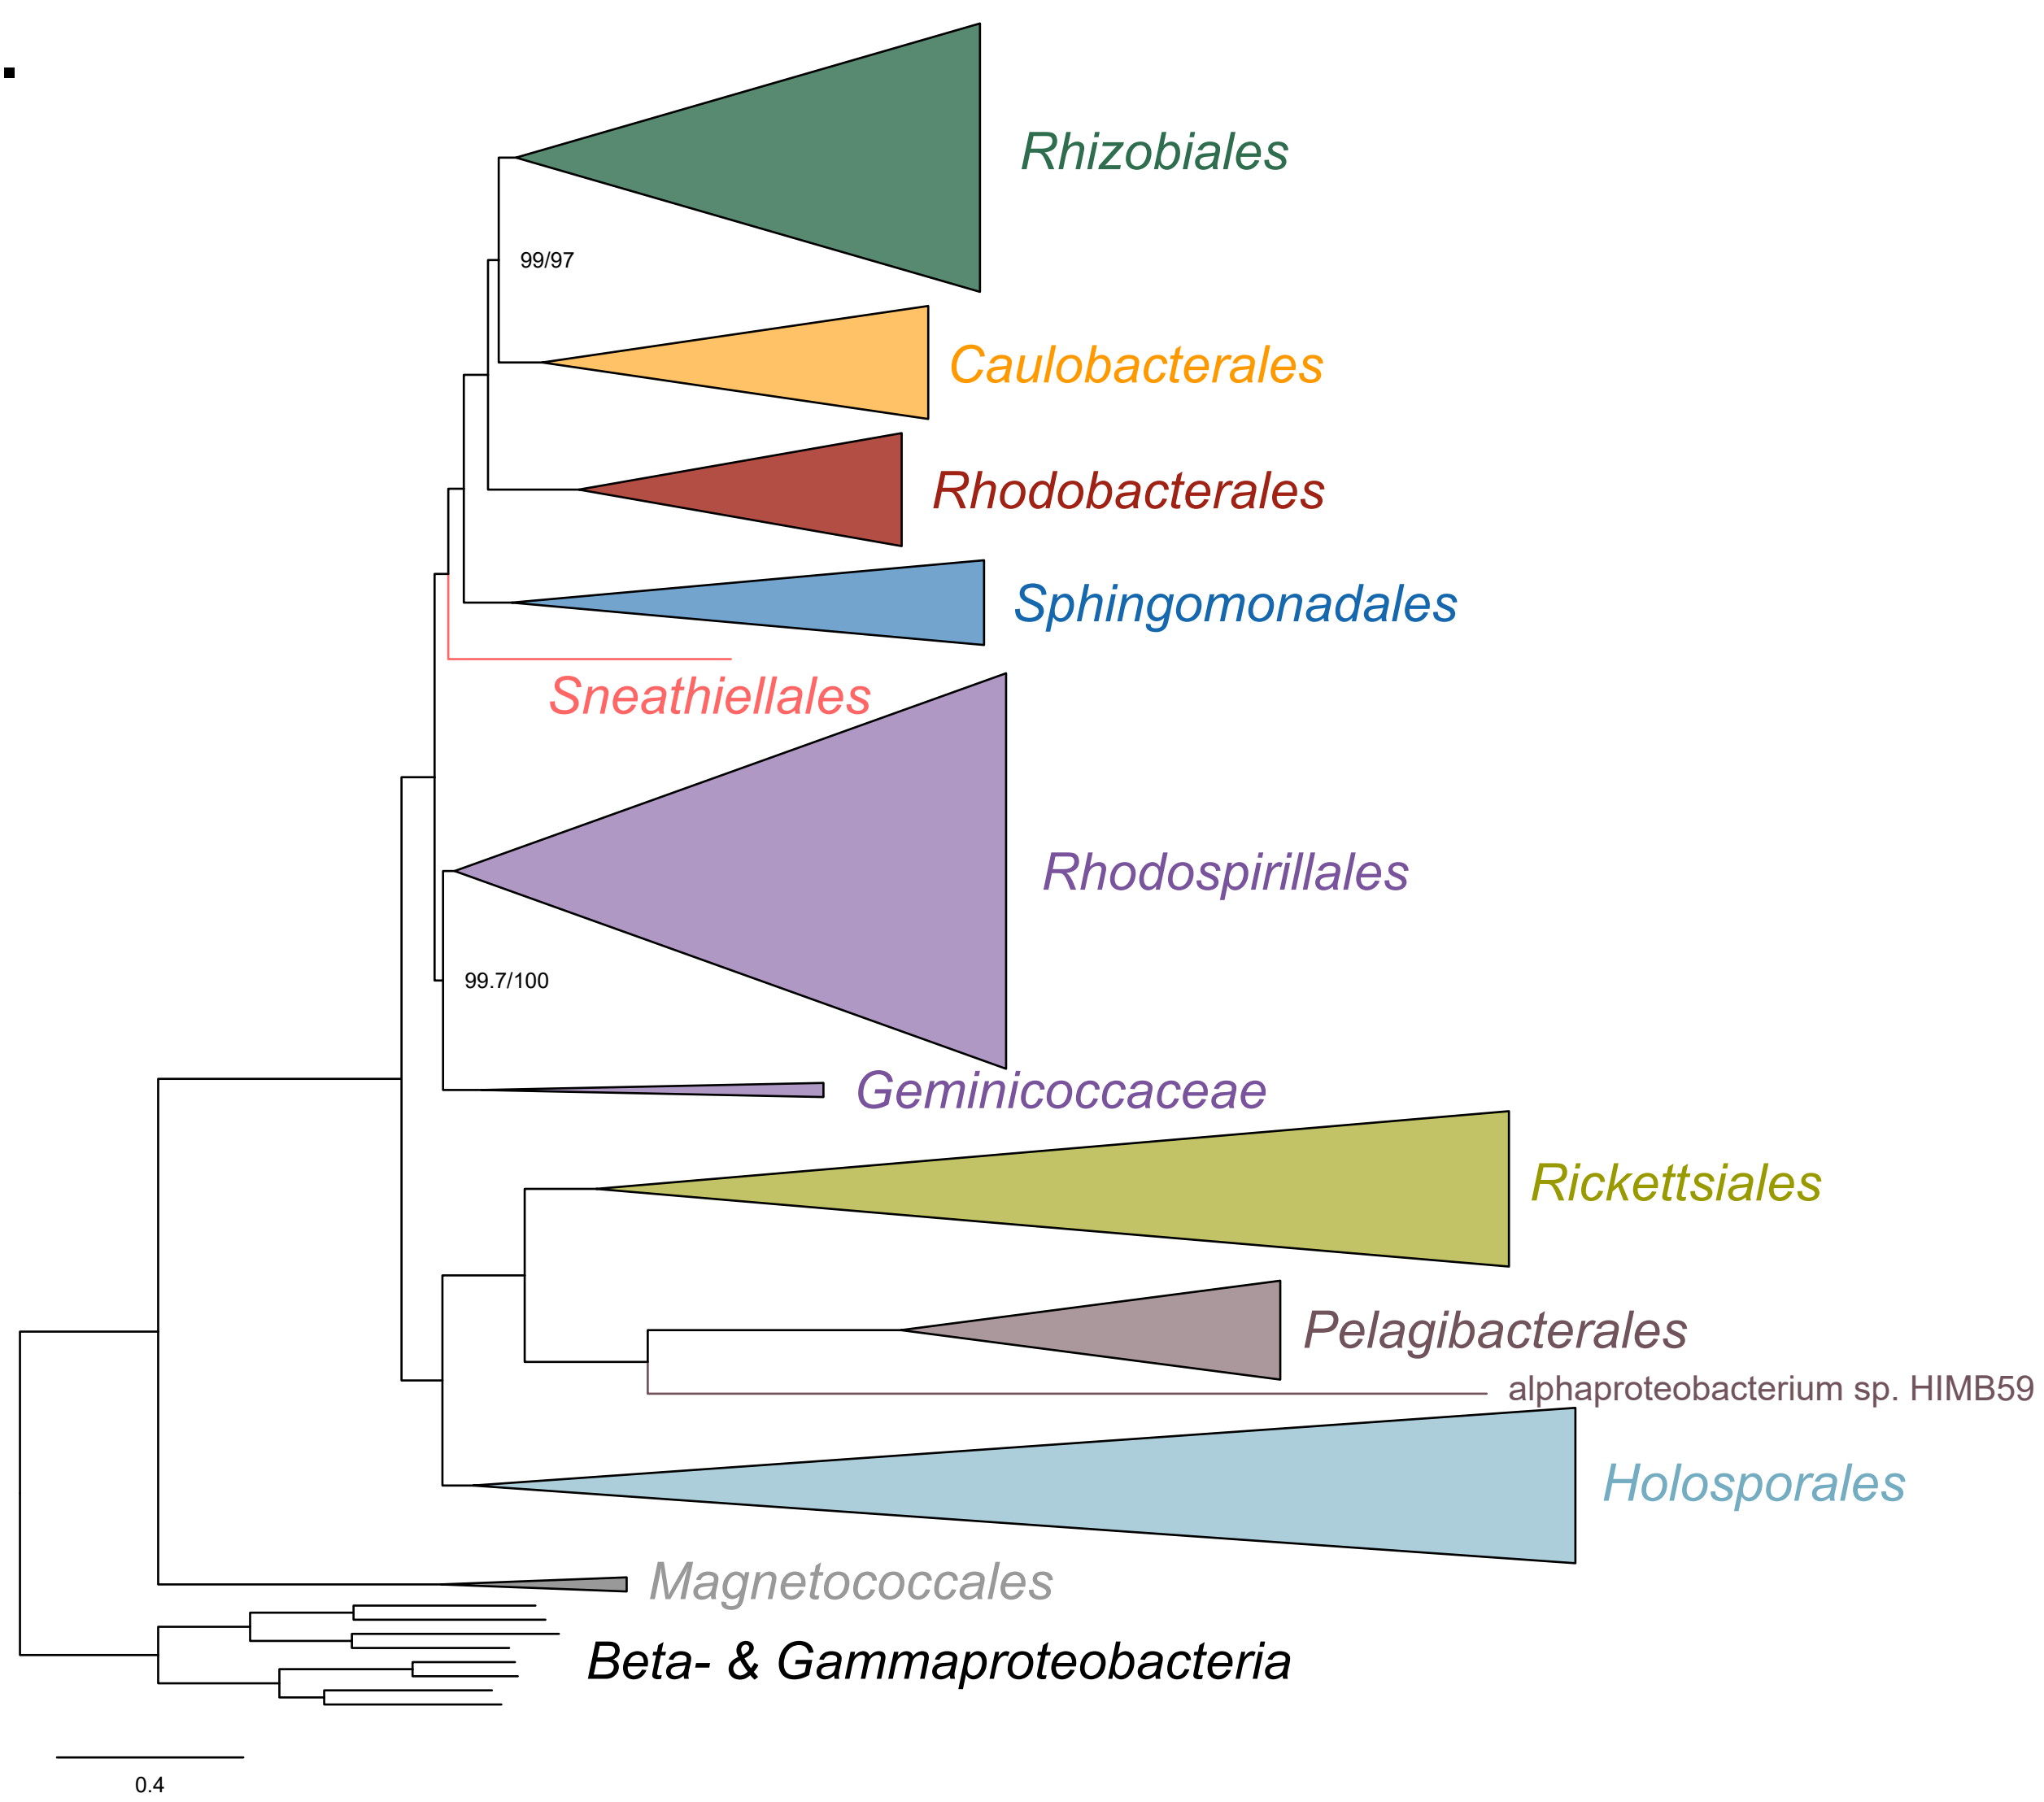 Rhizobiales
99/97
Caulobacterales
Rhodobacterales
Sphingomonadales
Sneathiellales
Rhodospirillales
99.7/100
Geminicoccaceae
Rickettsiales
Pelagibacterales
alphaproteobacterium sp. HIMB59
Holosporales
Magnetococcales
Beta- & Gammaproteobacteria
0.4